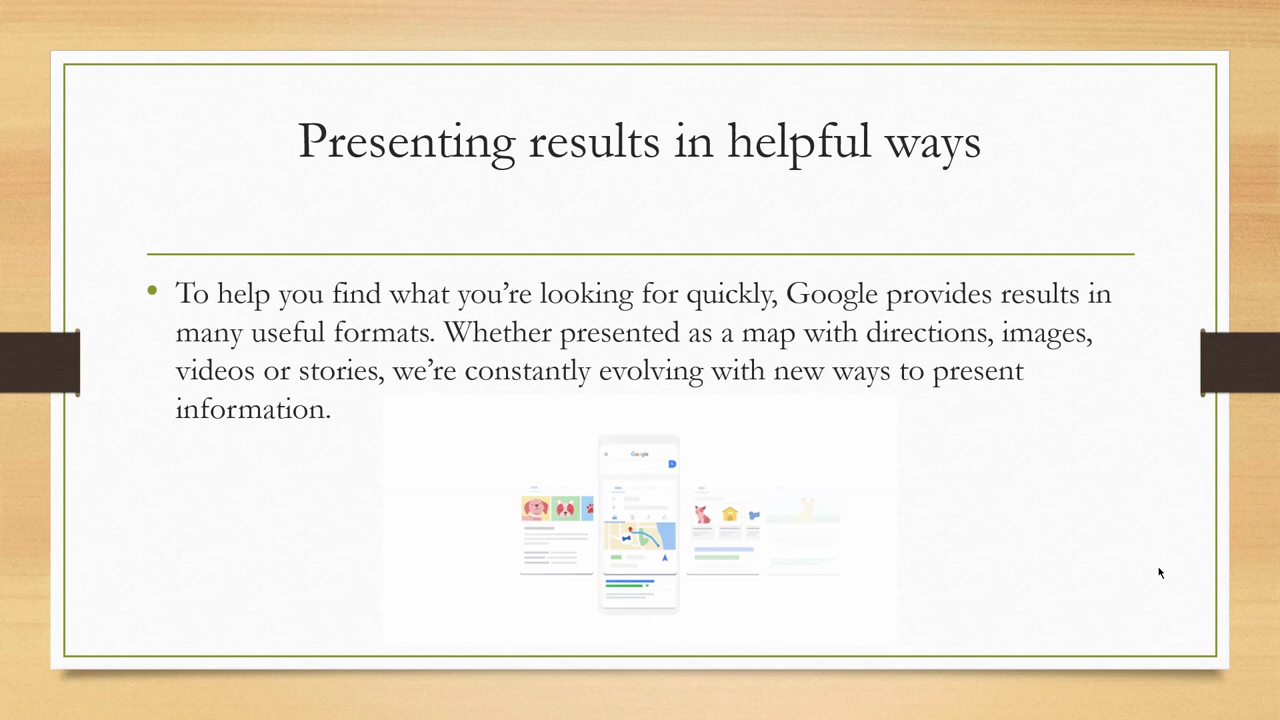 Presenting results in helpful ways
• To help you find what you’re looking for quickly, Google provides results in
many useful formats. Whether presented as a map with directions, images,
videos or stories, we’re constantly evolving with new ways to present
information.
Google